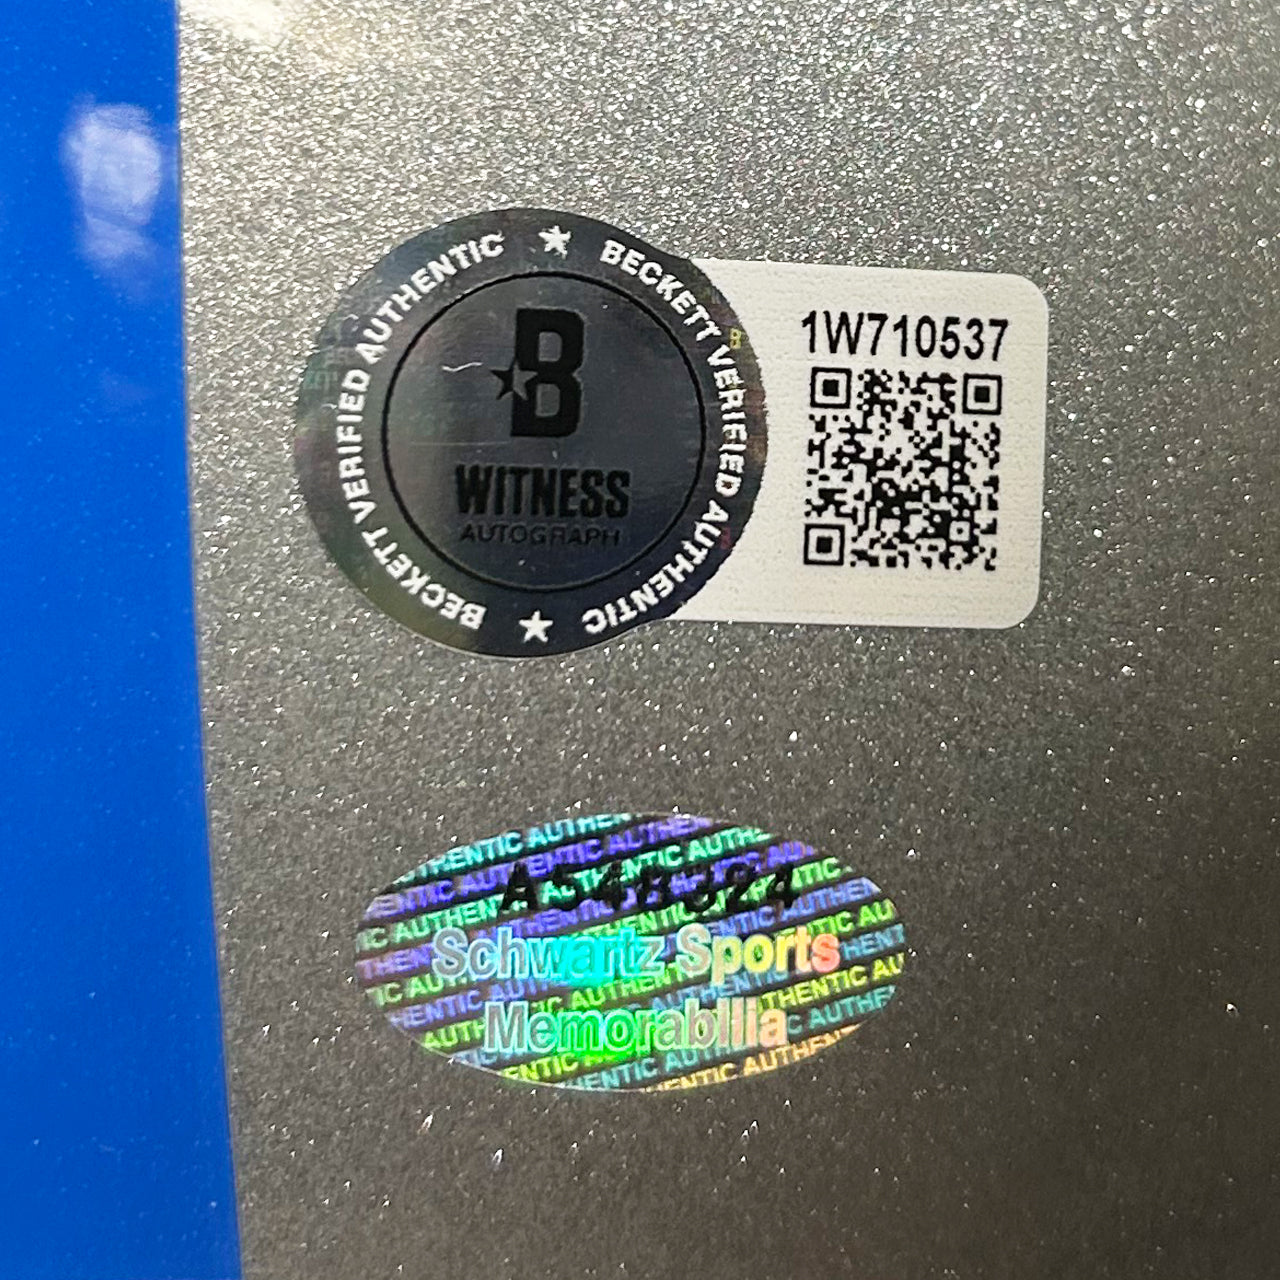 BECKETT VERIFIED AUTHENTIC ★ BECKETT VERIFIED AUTHENTIC ★
B
WITNESS
AUTOGRAPH
1W710537
Schwartz Sports
Memorabilia
AUTHENTIC AUTHENTIC